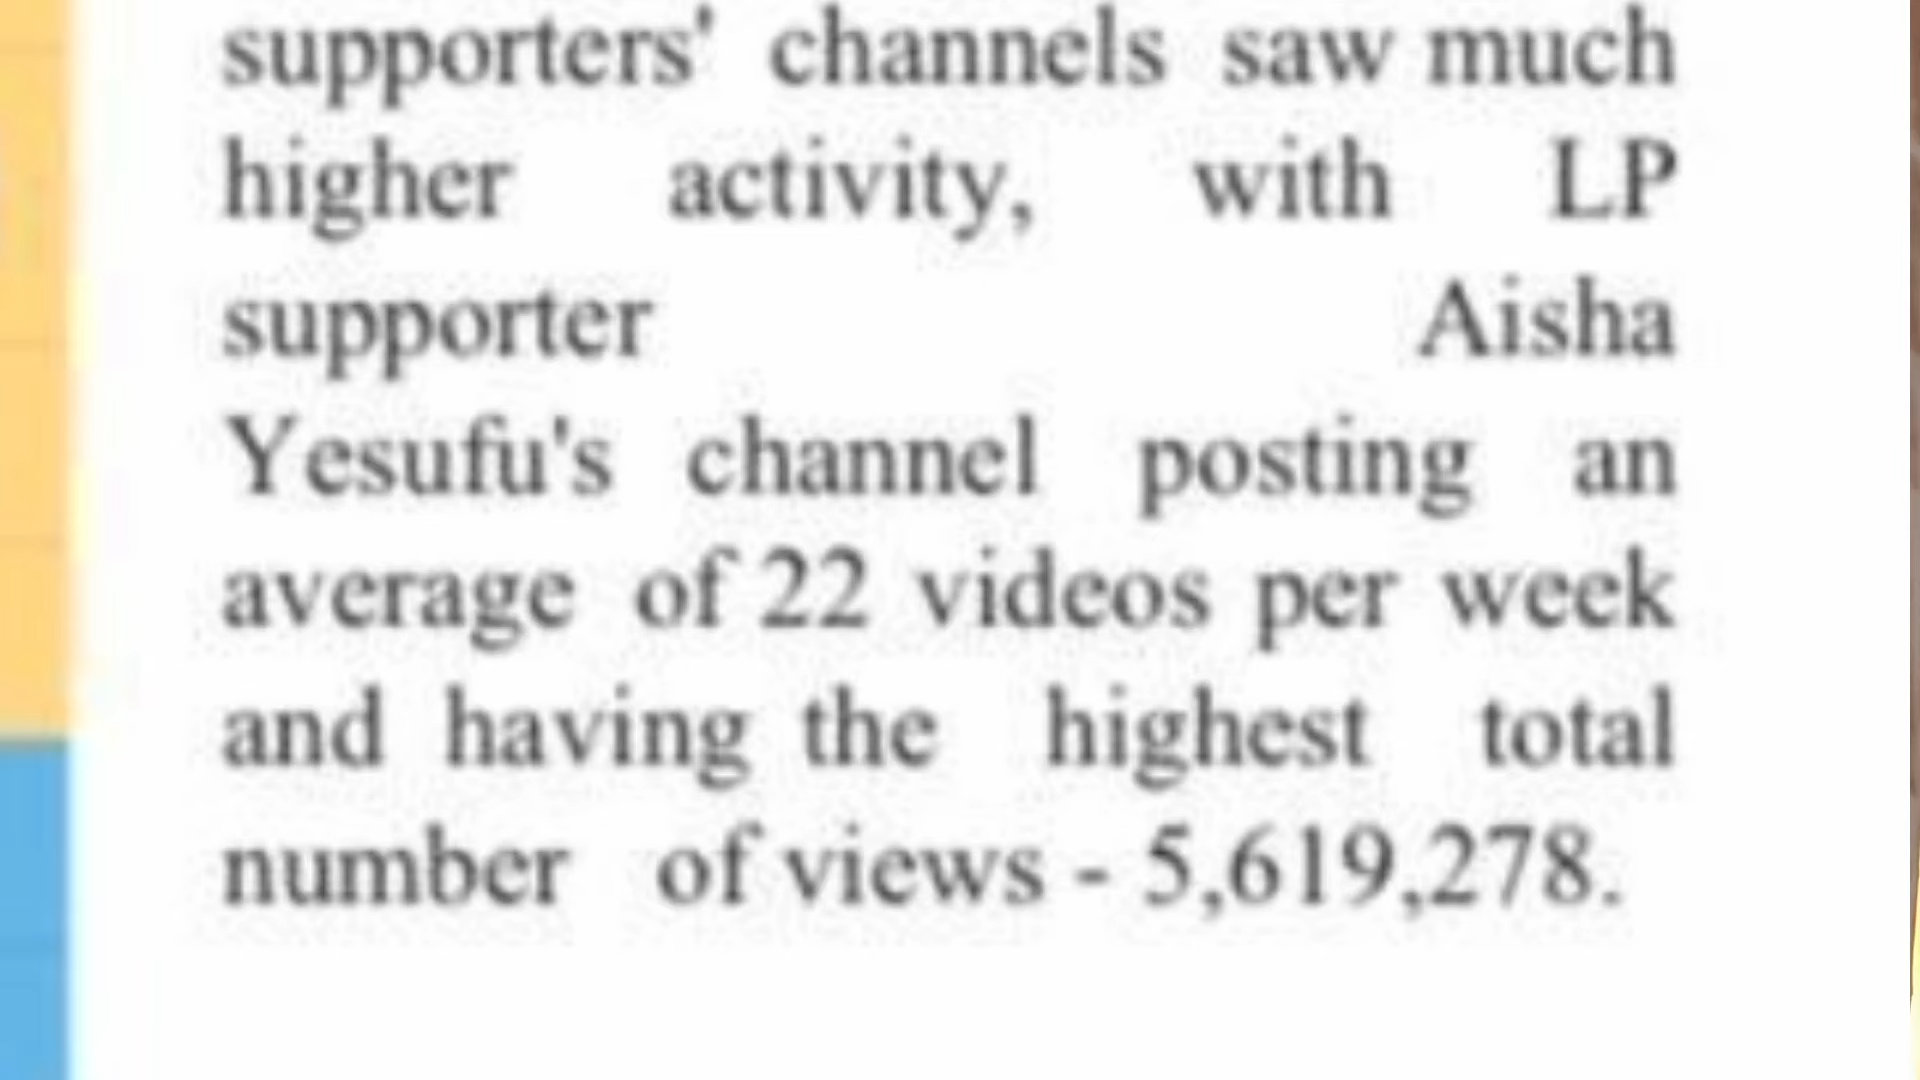 supporters' channels saw much
higher activity, with LP
supporter Aisha
Yesufu's channel posting an
average of 22 videos per week
and having the highest total
number of views - 5,619,278.